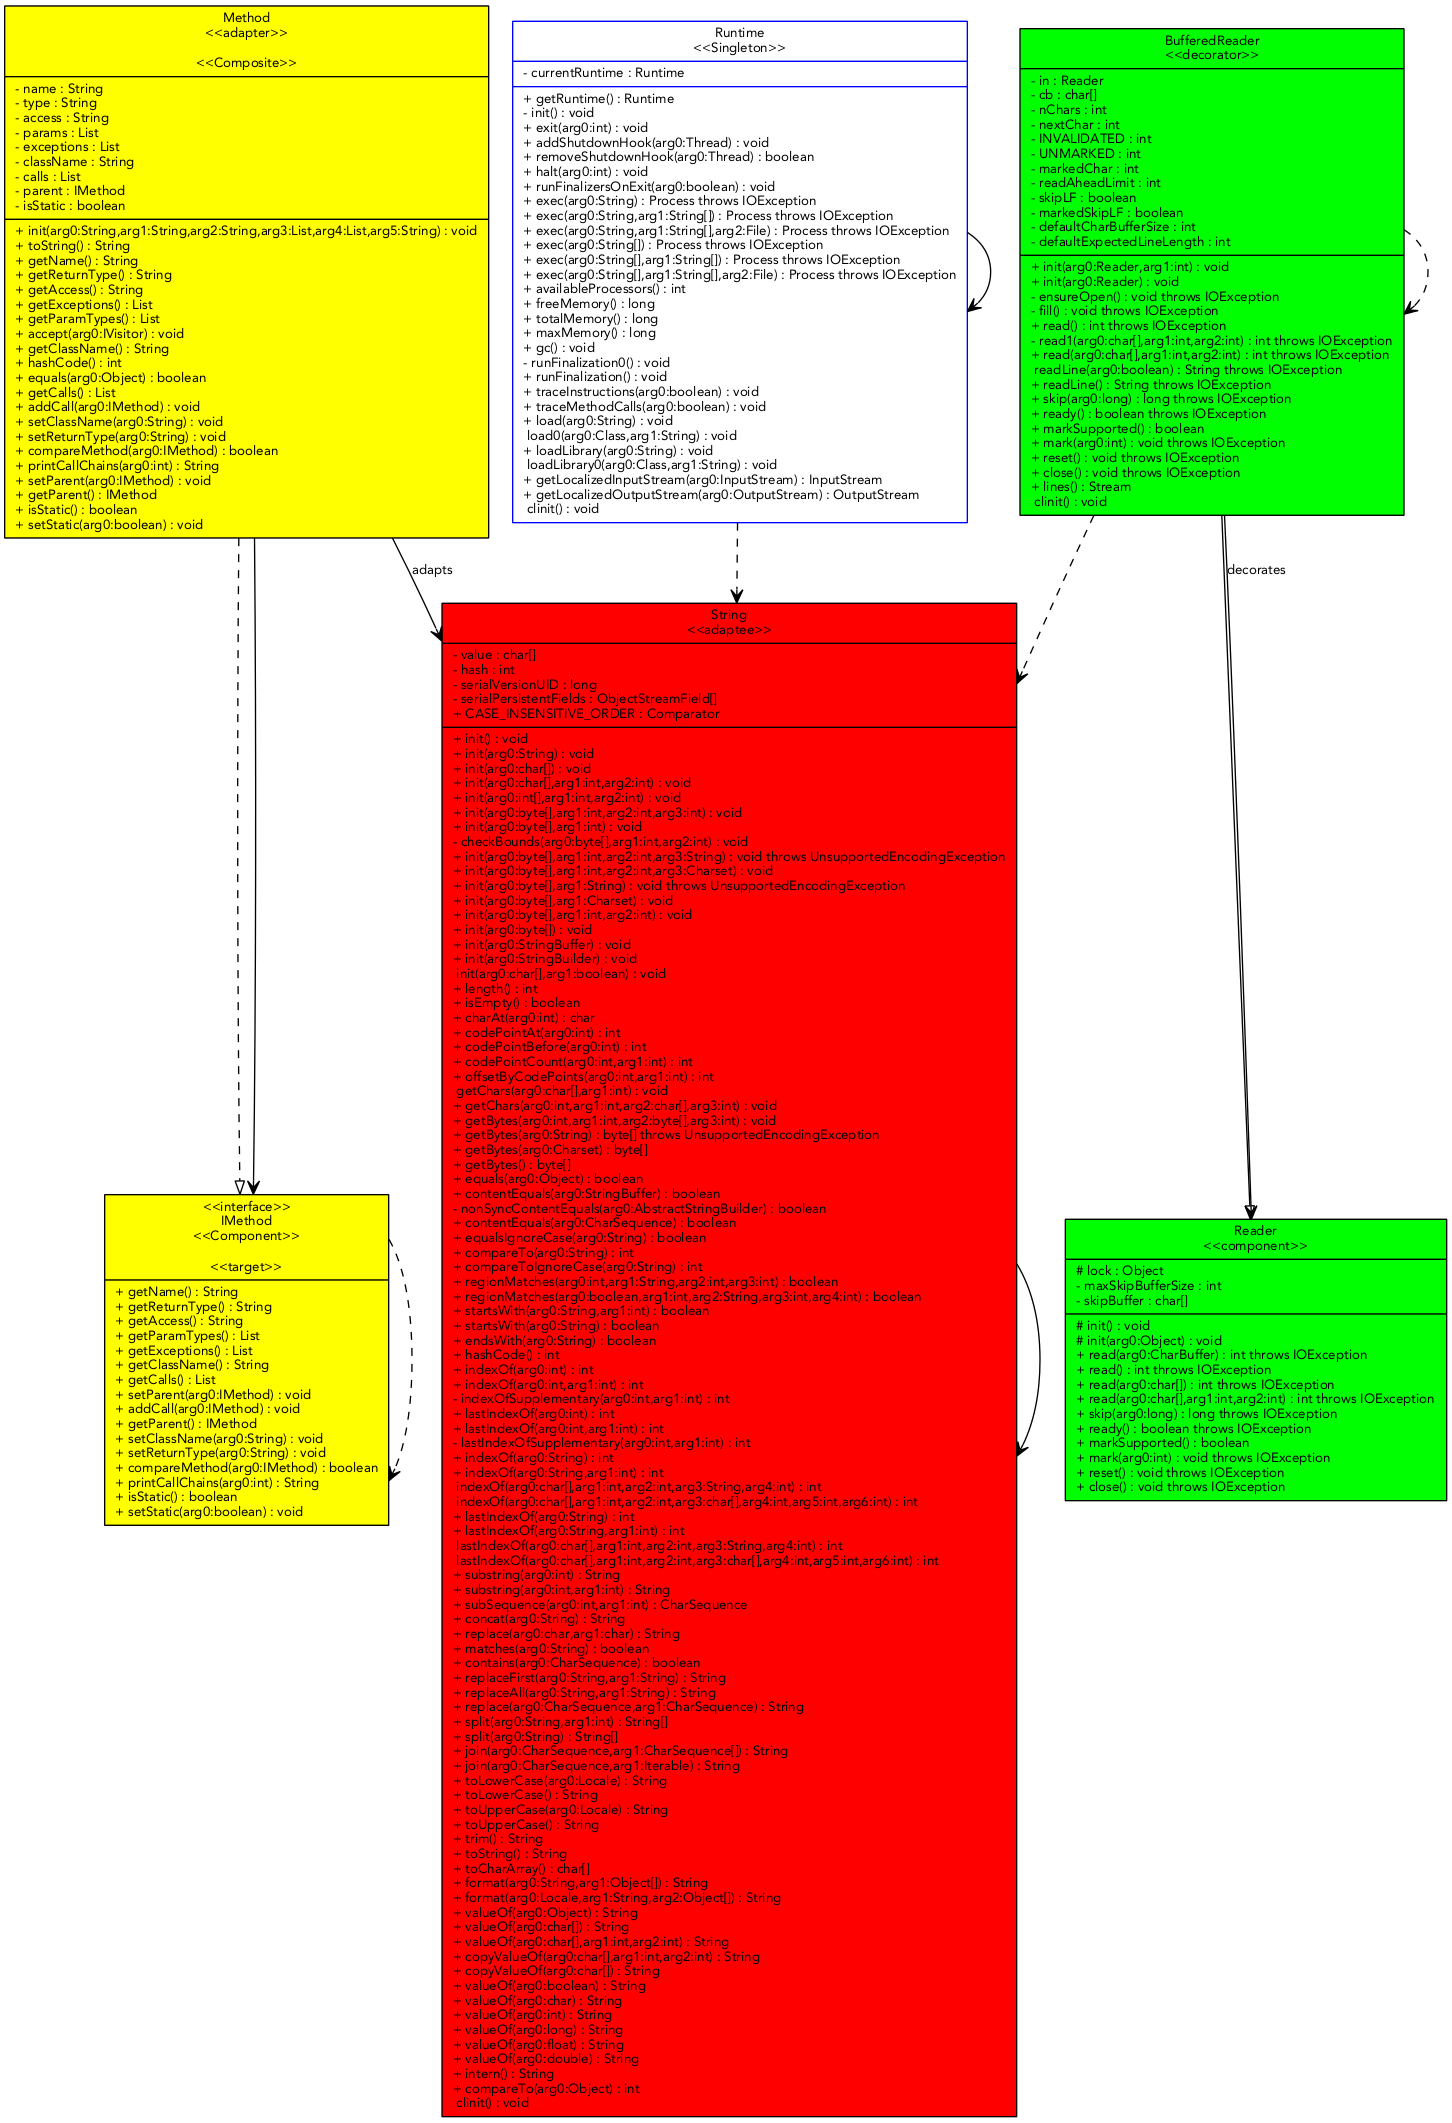 Method
<<adapter>>
<<Composite>>
- name : String
- type : String
- access : String
- params : List
- exceptions : List
- className : String
- calls : List
- parent : IMethod
- isStatic : boolean
+ init(arg0:String,arg1:String,arg2:String,arg3:List,arg4:List,arg5:String) : void
+ toString() : String
+ getName() : String
+ getReturnType() : String
+ getAccess() : String
+ getExceptions() : List
+ getParamTypes() : List
+ accept(arg0:IVisitor) : void
+ getClassName() : String
+ hashCode() : int
+ equals(arg0:Object) : boolean
+ getCalls() : List
+ addCall(arg0:IMethod) : void
+ setClassName(arg0:String) : void
+ setReturnType(arg0:String) : void
+ compareMethod(arg0:IMethod) : boolean
+ printCallChains(arg0:int) : String
+ setParent(arg0:IMethod) : void
+ getParent() : IMethod
+ isStatic() : boolean
+ setStatic(arg0:boolean) : void
Runtime
<<Singleton>>
- currentRuntime : Runtime
+ getRuntime() : Runtime
- init() : void
+ exit(arg0:int) : void
+ addShutdownHook(arg0:Thread) : void
+ removeShutdownHook(arg0:Thread) : boolean
+ halt(arg0:int) : void
+ runFinalizersOnExit(arg0:boolean) : void
+ exec(arg0:String) : Process throws IOException
+ exec(arg0:String,arg1:String[]) : Process throws IOException
+ exec(arg0:String,arg1:String[],arg2:File) : Process throws IOException
+ exec(arg0:String[]) : Process throws IOException
+ exec(arg0:String[],arg1:String[]) : Process throws IOException
+ exec(arg0:String[],arg1:String[],arg2:File) : Process throws IOException
+ availableProcessors() : int
+ freeMemory() : long
+ totalMemory() : long
+ maxMemory() : long
+ gc() : void
- runFinalization0() : void
+ runFinalization() : void
+ traceInstructions(arg0:boolean) : void
+ traceMethodCalls(arg0:boolean) : void
+ load(arg0:String) : void
load0(arg0:Class,arg1:String) : void
+ loadLibrary(arg0:String) : void
loadLibrary0(arg0:Class,arg1:String) : void
+ getLocalizedInputStream(arg0:InputStream) : InputStream
+ getLocalizedOutputStream(arg0:OutputStream) : OutputStream
clinit() : void
BufferedReader
<<decorator>>
- in : Reader
- cb : char[]
- nChars : int
- nextChar : int
- INVALIDATED : int
- UNMARKED : int
- markedChar : int
- readAheadLimit : int
- skipLF : boolean
- markedSkipLF : boolean
- defaultCharBufferSize : int
- defaultExpectedLineLength : int
+ init(arg0:Reader,arg1:int) : void
+ init(arg0:Reader) : void
- ensureOpen() : void throws IOException
- fill() : void throws IOException
+ read() : int throws IOException
- read1(arg0:char[],arg1:int,arg2:int) : int throws IOException
+ read(arg0:char[],arg1:int,arg2:int) : int throws IOException
readLine(arg0:boolean) : String throws IOException
+ readLine() : String throws IOException
+ skip(arg0:long) : long throws IOException
+ ready() : boolean throws IOException
+ markSupported() : boolean
+ mark(arg0:int) : void throws IOException
+ reset() : void throws IOException
+ close() : void throws IOException
+ lines() : Stream
clinit() : void
adapts
decorates
String
<<adaptee>>
- value : char[]
- hash : int
- serialVersionUID : long
- serialPersistentFields : ObjectStreamField[]
+ CASE_INSENSITIVE_ORDER : Comparator
+ init() : void
+ init(arg0:String) : void
+ init(arg0:char[]) : void
+ init(arg0:char[],arg1:int,arg2:int) : void
+ init(arg0:int[],arg1:int,arg2:int) : void
+ init(arg0:byte[],arg1:int,arg2:int,arg3:int) : void
+ init(arg0:byte[],arg1:int) : void
- checkBounds(arg0:byte[],arg1:int,arg2:int) : void
+ init(arg0:byte[],arg1:int,arg2:int,arg3:String) : void throws UnsupportedEncodingException
+ init(arg0:byte[],arg1:int,arg2:int,arg3:Charset) : void
+ init(arg0:byte[],arg1:String) : void throws UnsupportedEncodingException
+ init(arg0:byte[],arg1:Charset) : void
+ init(arg0:byte[],arg1:int,arg2:int) : void
+ init(arg0:byte[]) : void
+ init(arg0:StringBuffer) : void
+ init(arg0:StringBuilder) : void
init(arg0:char[],arg1:boolean) : void
+ length() : int
+ isEmpty() : boolean
+ charAt(arg0:int) : char
+ codePointAt(arg0:int) : int
+ codePointBefore(arg0:int) : int
+ codePointCount(arg0:int,arg1:int) : int
+ offsetByCodePoints(arg0:int,arg1:int) : int
getChars(arg0:char[],arg1:int) : void
+ getChars(arg0:int,arg1:int,arg2:char[],arg3:int) : void
+ getBytes(arg0:int,arg1:int,arg2:byte[],arg3:int) : void
+ getBytes(arg0:String) : byte[] throws UnsupportedEncodingException
+ getBytes(arg0:Charset) : byte[]
+ getBytes() : byte[]
+ equals(arg0:Object) : boolean
+ contentEquals(arg0:StringBuffer) : boolean
- nonSyncContentEquals(arg0:AbstractStringBuilder) : boolean
+ contentEquals(arg0:CharSequence) : boolean
+ equalsIgnoreCase(arg0:String) : boolean
+ compareTo(arg0:String) : int
+ compareToIgnoreCase(arg0:String) : int
+ regionMatches(arg0:int,arg1:String,arg2:int,arg3:int) : boolean
+ regionMatches(arg0:boolean,arg1:int,arg2:String,arg3:int,arg4:int) : boolean
+ startsWith(arg0:String,arg1:int) : boolean
+ startsWith(arg0:String) : boolean
+ endsWith(arg0:String) : boolean
+ hashCode() : int
+ indexOf(arg0:int) : int
+ indexOf(arg0:int,arg1:int) : int
- indexOfSupplementary(arg0:int,arg1:int) : int
+ lastIndexOf(arg0:int) : int
+ lastIndexOf(arg0:int,arg1:int) : int
- lastIndexOfSupplementary(arg0:int,arg1:int) : int
+ indexOf(arg0:String) : int
+ indexOf(arg0:String,arg1:int) : int
indexOf(arg0:char[],arg1:int,arg2:int,arg3:String,arg4:int) : int
indexOf(arg0:char[],arg1:int,arg2:int,arg3:char[],arg4:int,arg5:int,arg6:int) : int
+ lastIndexOf(arg0:String) : int
+ lastIndexOf(arg0:String,arg1:int) : int
lastIndexOf(arg0:char[],arg1:int,arg2:int,arg3:String,arg4:int) : int
lastIndexOf(arg0:char[],arg1:int,arg2:int,arg3:char[],arg4:int,arg5:int,arg6:int) : int
+ substring(arg0:int) : String
+ substring(arg0:int,arg1:int) : String
+ subSequence(arg0:int,arg1:int) : CharSequence
+ concat(arg0:String) : String
+ replace(arg0:char,arg1:char) : String
+ matches(arg0:String) : boolean
+ contains(arg0:CharSequence) : boolean
+ replaceFirst(arg0:String,arg1:String) : String
+ replaceAll(arg0:String,arg1:String) : String
+ replace(arg0:CharSequence,arg1:CharSequence) : String
+ split(arg0:String,arg1:int) : String[]
+ split(arg0:String) : String[]
+ join(arg0:CharSequence,arg1:CharSequence[]) : String
+ join(arg0:CharSequence,arg1:Iterable) : String
+ toLowerCase(arg0:Locale) : String
+ toLowerCase() : String
+ toUpperCase(arg0:Locale) : String
+ toUpperCase() : String
+ trim() : String
+ toString() : String
+ toCharArray() : char[]
+ format(arg0:String,arg1:Object[]) : String
+ format(arg0:Locale,arg1:String,arg2:Object[]) : String
+ valueOf(arg0:Object) : String
+ valueOf(arg0:char[]) : String
+ valueOf(arg0:char[],arg1:int,arg2:int) : String
+ copyValueOf(arg0:char[],arg1:int,arg2:int) : String
+ copyValueOf(arg0:char[]) : String
+ valueOf(arg0:boolean) : String
+ valueOf(arg0:char) : String
+ valueOf(arg0:int) : String
+ valueOf(arg0:long) : String
+ valueOf(arg0:float) : String
+ valueOf(arg0:double) : String
+ intern() : String
+ compareTo(arg0:Object) : int
clinit() : void
<<interface>>
IMethod
<<Component>>
<<target>>
+ getName() : String
+ getReturnType() : String
+ getAccess() : String
+ getParamTypes() : List
+ getExceptions() : List
+ getClassName() : String
+ getCalls() : List
+ setParent(arg0:IMethod) : void
+ addCall(arg0:IMethod) : void
+ getParent() : IMethod
+ setClassName(arg0:String) : void
+ setReturnType(arg0:String) : void
+ compareMethod(arg0:IMethod) : boolean
+ printCallChains(arg0:int) : String
+ isStatic() : boolean
+ setStatic(arg0:boolean) : void
Reader
<<component>>
# lock : Object
- maxSkipBufferSize : int
- skipBuffer : char[]
# init() : void
# init(arg0:Object) : void
+ read(arg0:CharBuffer) : int throws IOException
+ read() : int throws IOException
+ read(arg0:char[]) : int throws IOException
+ read(arg0:char[],arg1:int,arg2:int) : int throws IOException
+ skip(arg0:long) : long throws IOException
+ ready() : boolean throws IOException
+ markSupported() : boolean
+ mark(arg0:int) : void throws IOException
+ reset() : void throws IOException
+ close() : void throws IOException